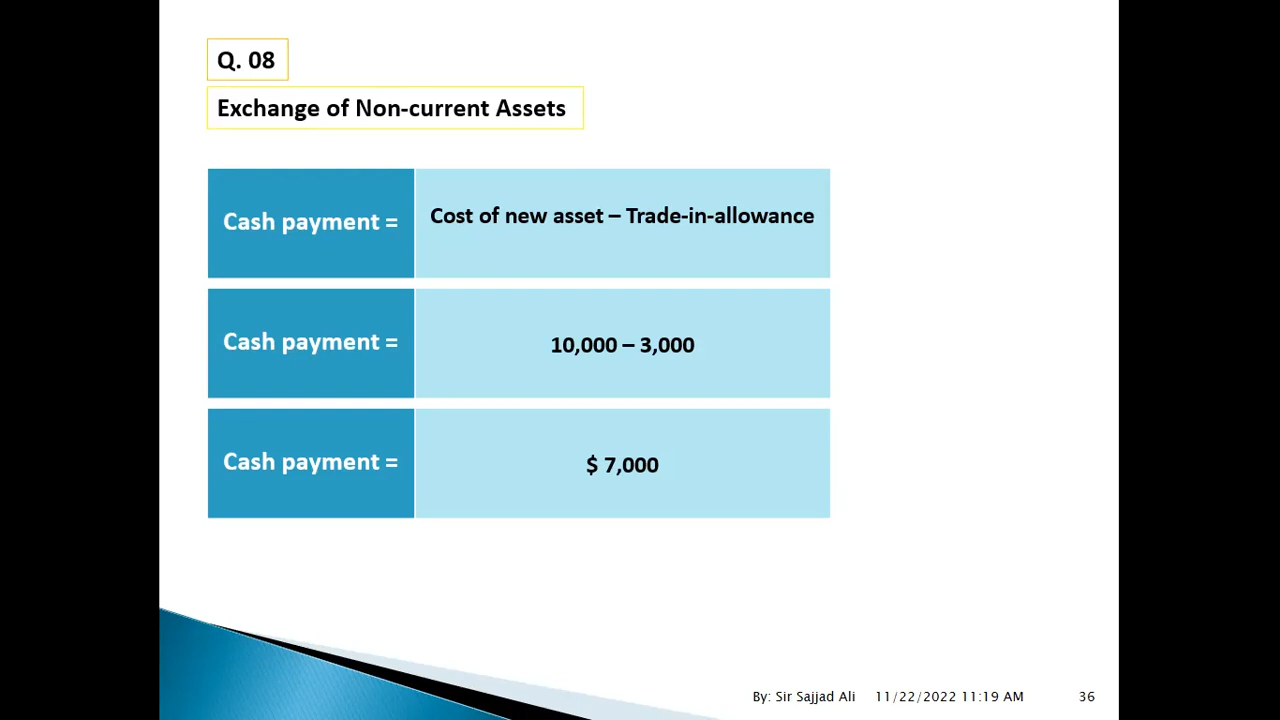 Q. 08
Exchange of Non-current Assets
Cash payment = Cost of new asset – Trade-in-allowance
Cash payment = 10,000 – 3,000
Cash payment = $ 7,000
By: Sir Sajjad Ali 11/22/2022 11:19 AM 36